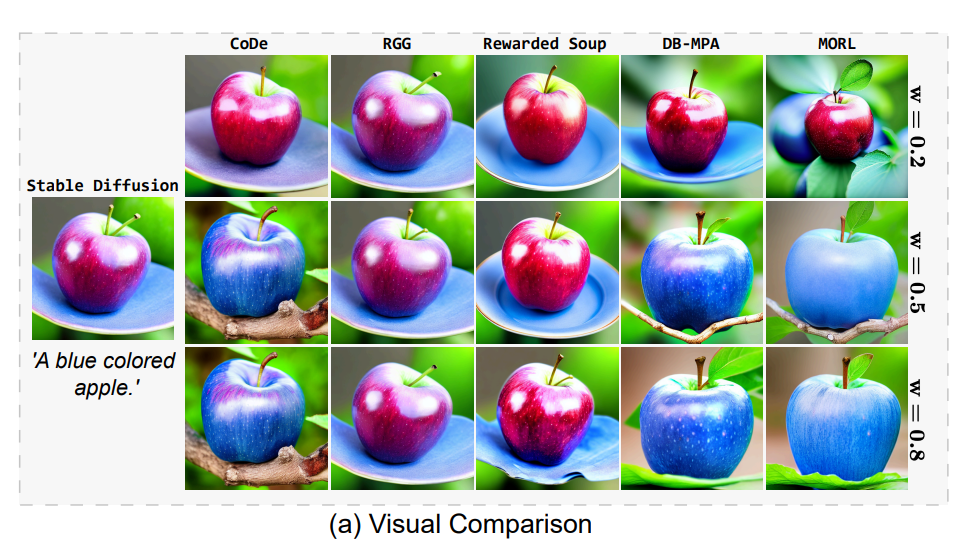 CoDe RGG Rewarded Soup DB-MPA MORL
w = 0.2
Stable Diffusion
w = 0.5
'A blue colored
apple.'
w = 0.8
(a) Visual Comparison